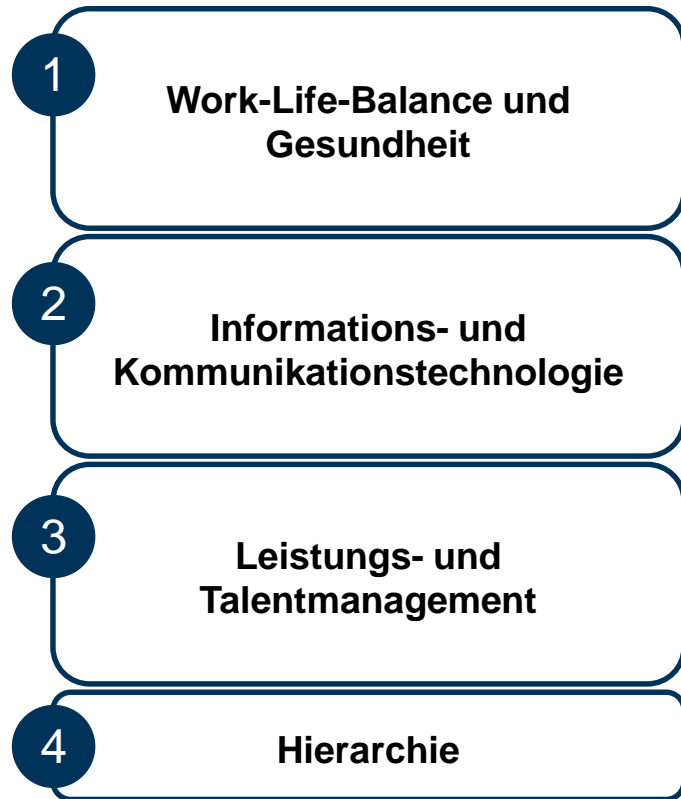 1
Work-Life-Balance und
Gesundheit
2
Informations- und
Kommunikationstechnologie
3
Leistungs- und
Talentmanagement
4
Hierarchie